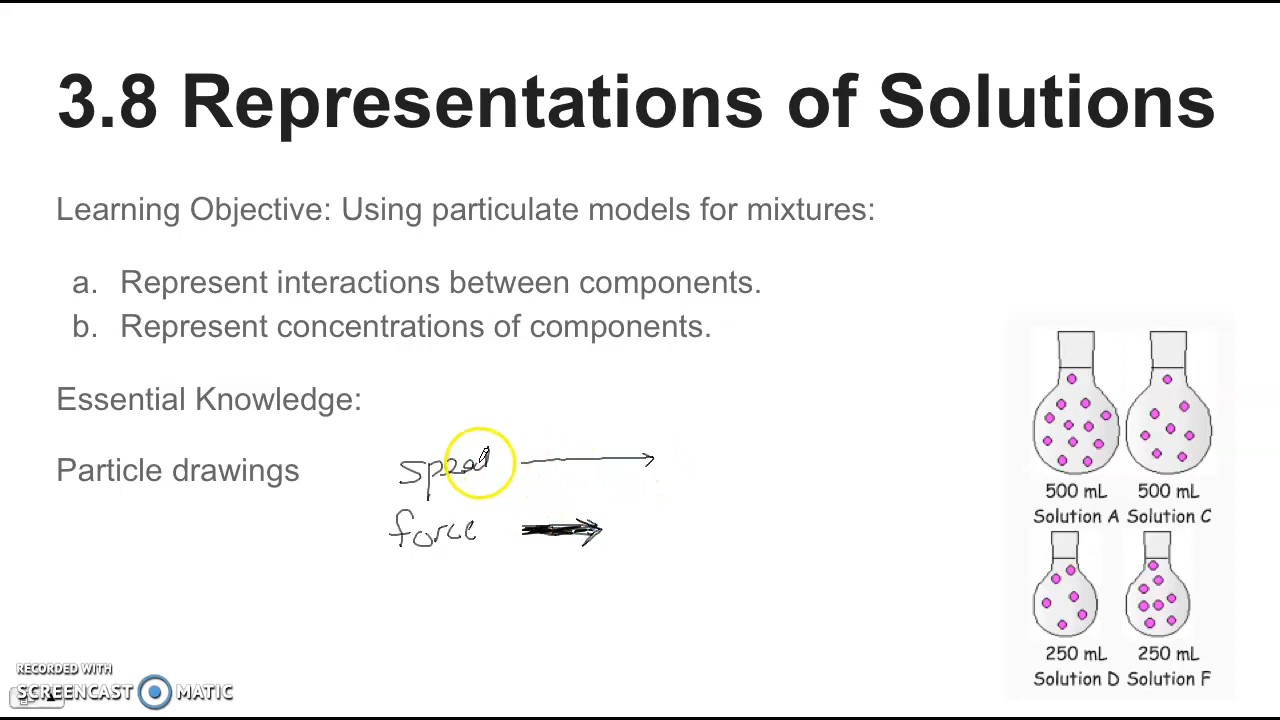 3.8 Representations of Solutions
Learning Objective: Using particulate models for mixtures:
a. Represent interactions between components.
b. Represent concentrations of components.
Essential Knowledge:
Particle drawings
speed
force
500 mL 500 mL
Solution A Solution C
250 mL 250 mL
Solution D Solution F
RECORDED WITH
SCREENCAST MATIC